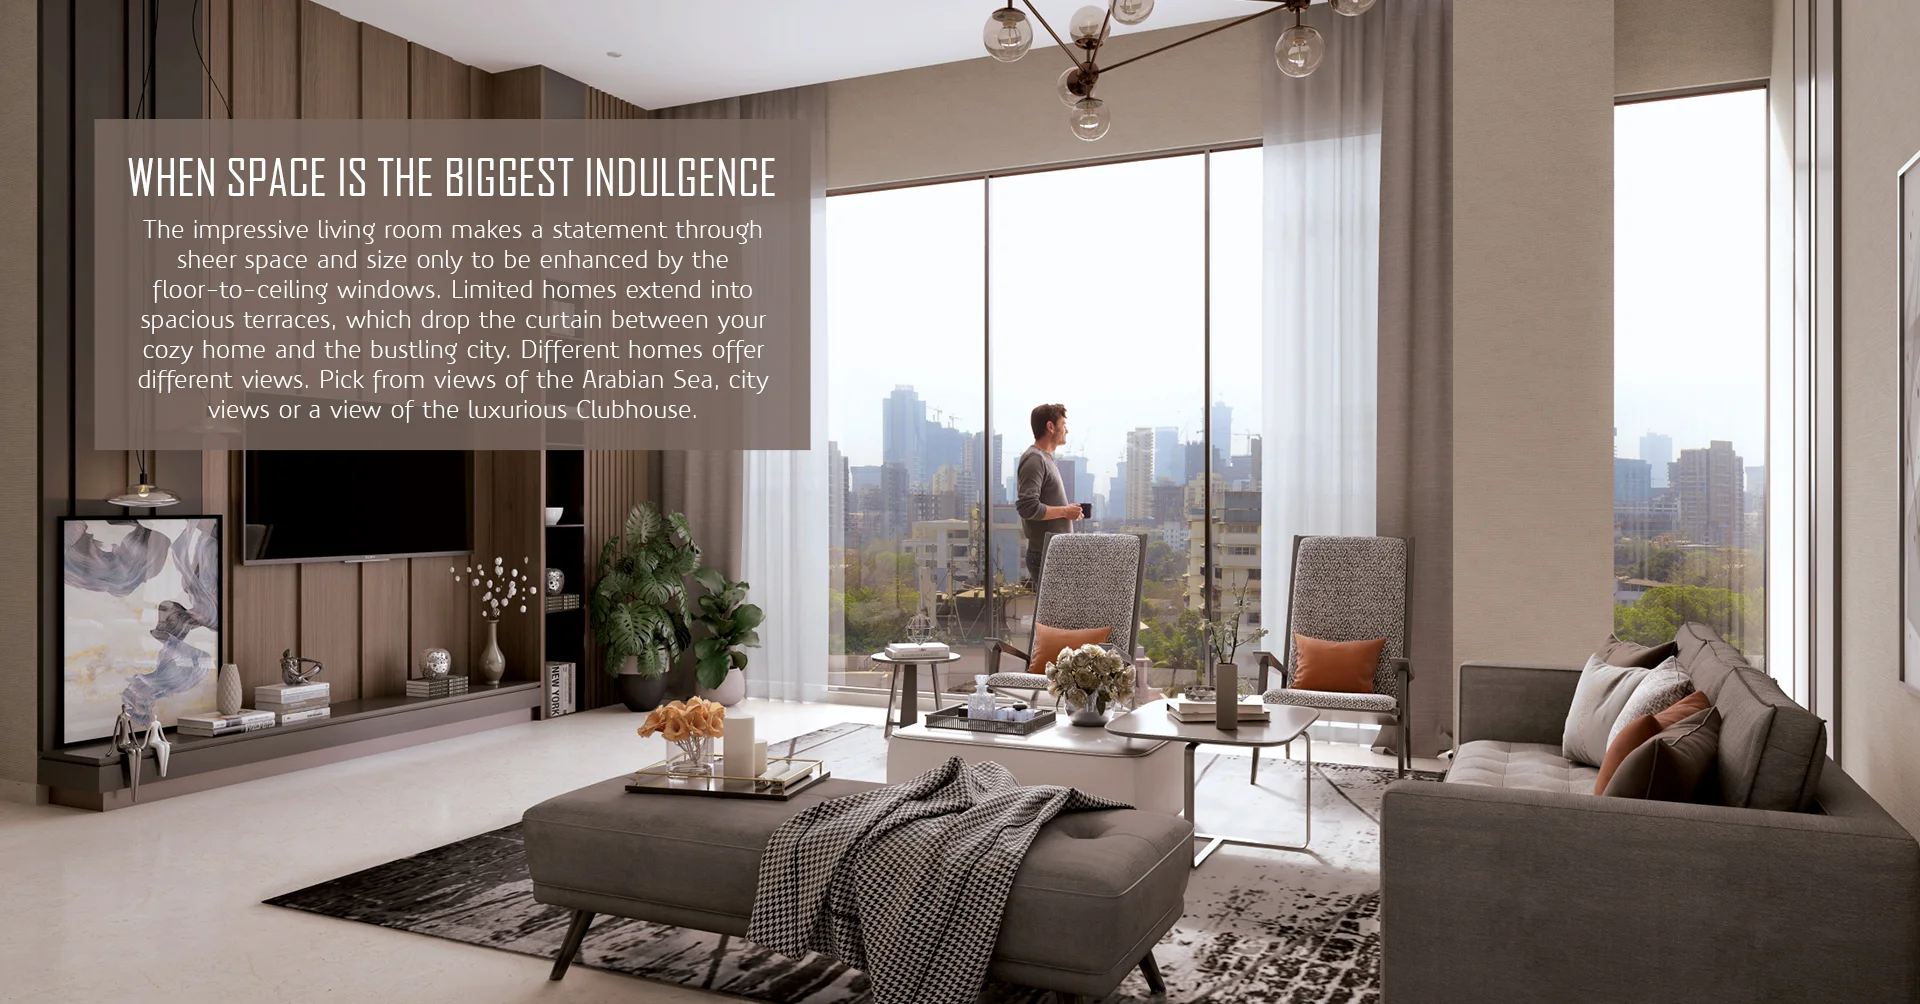 WHEN SPACE IS THE BIGGEST INDULGENCE
The impressive living room makes a statement through
sheer space and size only to be enhanced by the
floor-to-ceiling windows. Limited homes extend into
spacious terraces, which drop the curtain between your
cozy home and the bustling city. Different homes offer
different views. Pick from views of the Arabian Sea, city
views or a view of the luxurious Clubhouse.
NEW YORK